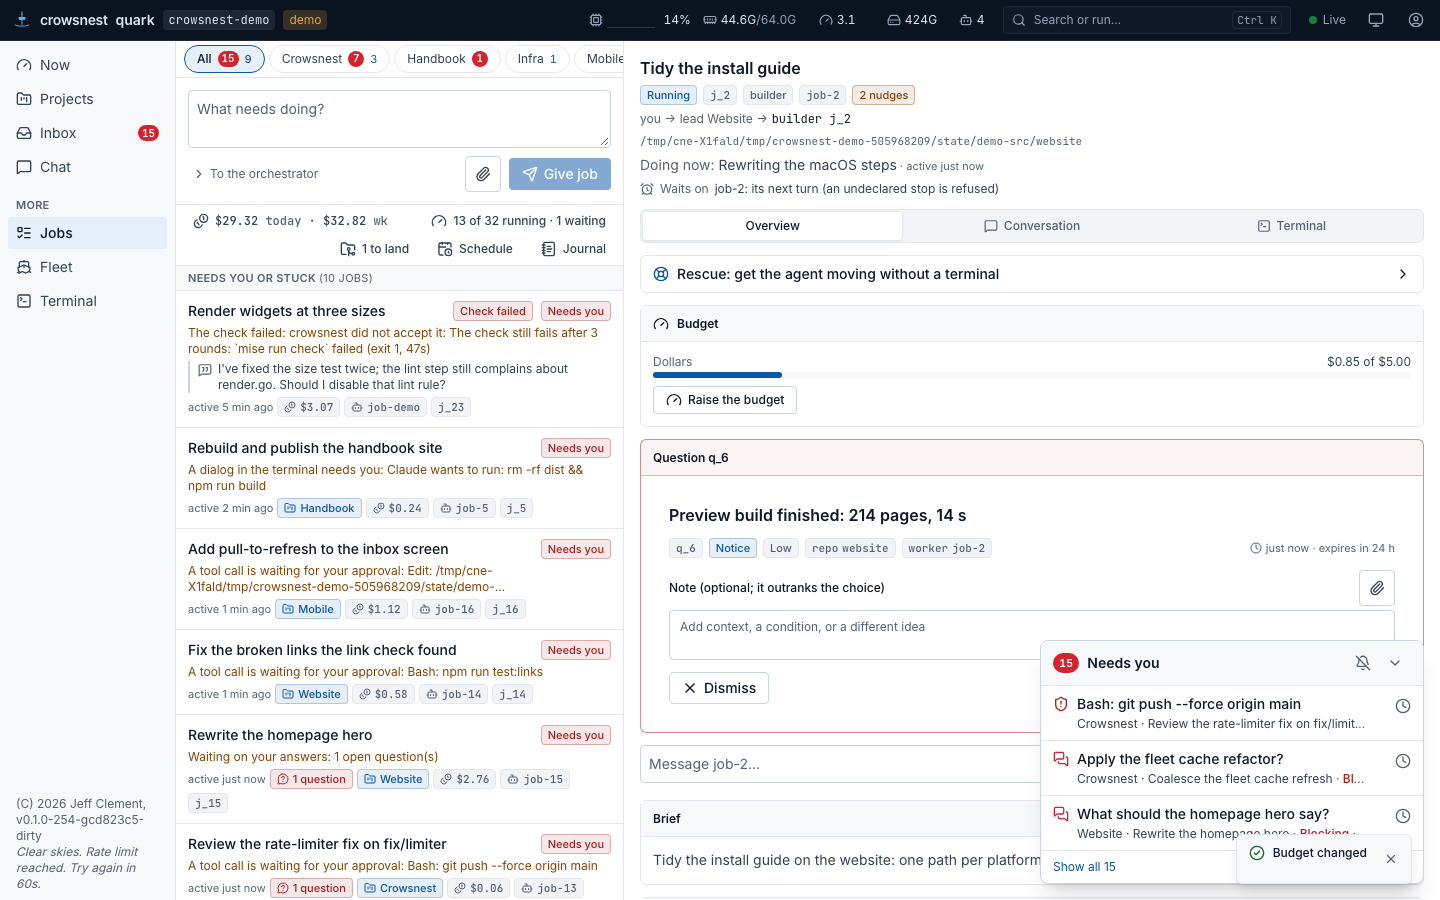 crowsnest quark crowsnest-demo demo 14% 44.6G/64.0G 3.1 424G 4 Search or run... Ctrl K Live
Now
Projects
Inbox 15
Chat
MORE
Jobs
Fleet
Terminal
(C) 2026 Jeff Clement,
v0.1.0-254-gcd823c5-
dirty
Clear skies. Rate limit
reached. Try again in
60s.
All 15 9 Crowsnest 7 3 Handbook 1 Infra 1 Mobile
What needs doing?
To the orchestrator Give job
$29.32 today · $32.82 wk 13 of 32 running · 1 waiting
1 to land Schedule Journal
NEEDS YOU OR STUCK (10 JOBS)
Render widgets at three sizes Check failed Needs you
The check failed: crowsnest did not accept it: The check still fails after 3
rounds: `mise run check` failed (exit 1, 47s)
I've fixed the size test twice; the lint step still complains about
render.go. Should I disable that lint rule?
active 5 min ago $3.07 job-demo j_23
Rebuild and publish the handbook site Needs you
A dialog in the terminal needs you: Claude wants to run: rm -rf dist &&
npm run build
active 2 min ago Handbook $0.24 job-5 j_5
Add pull-to-refresh to the inbox screen Needs you
A tool call is waiting for your approval: Edit: /tmp/cne-
X1fald/tmp/crowsnest-demo-505968209/state/demo-...
active 1 min ago Mobile $1.12 job-16 j_16
Fix the broken links the link check found Needs you
A tool call is waiting for your approval: Bash: npm run test:links
active 1 min ago Website $0.58 job-14 j_14
Rewrite the homepage hero Needs you
Waiting on your answers: 1 open question(s)
active just now 1 question Website $2.76 job-15
j_15
Review the rate-limiter fix on fix/limiter Needs you
A tool call is waiting for your approval: Bash: git push --force origin main
active just now 1 question Crowsnest $0.06 job-13
Tidy the install guide
Running j_2 builder job-2 2 nudges
you → lead Website → builder j_2
/tmp/cne-X1fald/tmp/crowsnest-demo-505968209/state/demo-src/website
Doing now: Rewriting the macOS steps · active just now
Waits on job-2: its next turn (an undeclared stop is refused)
Overview Conversation Terminal
Rescue: get the agent moving without a terminal
Budget
Dollars $0.85 of $5.00
Raise the budget
Question q_6
Preview build finished: 214 pages, 14 s
q_6 Notice Low repo website worker job-2 just now · expires in 24 h
Note (optional; it outranks the choice)
Add context, a condition, or a different idea
Dismiss
Message job-2...
Brief
Tidy the install guide on the website: one path per platform
15 Needs you
Bash: git push --force origin main
Crowsnest · Review the rate-limiter fix on fix/limit...
Apply the fleet cache refactor?
Crowsnest · Coalesce the fleet cache refresh · Bl...
What should the homepage hero say?
Website · Rewrite the homepage hero · Blocking ·
Show all 15
Budget changed